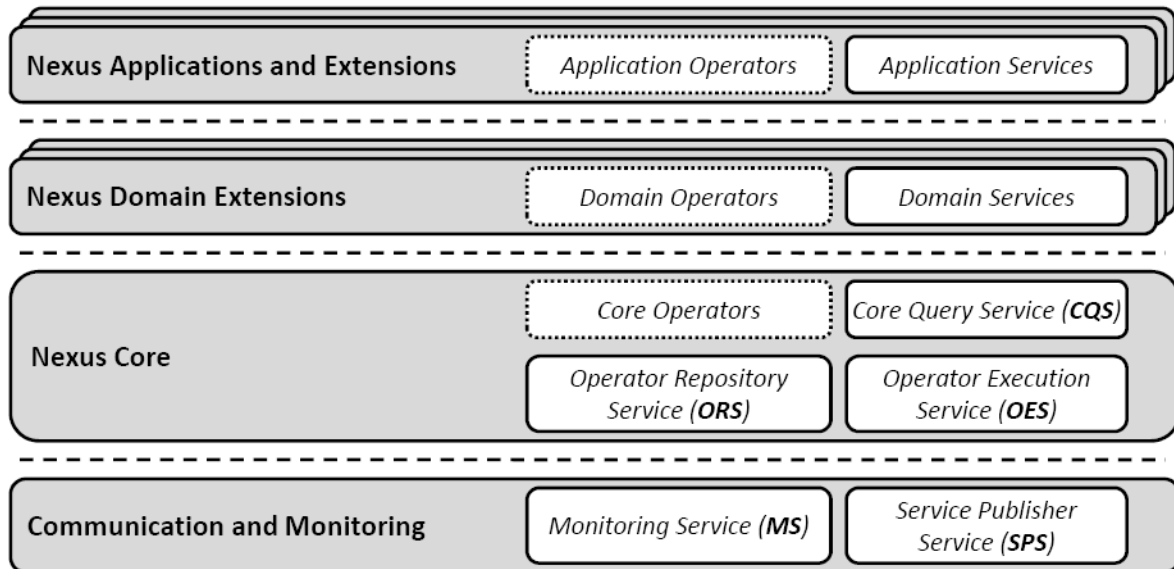 Nexus Applications and Extensions
Application Operators
Application Services
Nexus Domain Extensions
Domain Operators
Domain Services
Nexus Core
Core Operators
Core Query Service (CQS)
Operator Repository
Service (ORS)
Operator Execution
Service (OES)
Communication and Monitoring
Monitoring Service (MS)
Service Publisher
Service (SPS)